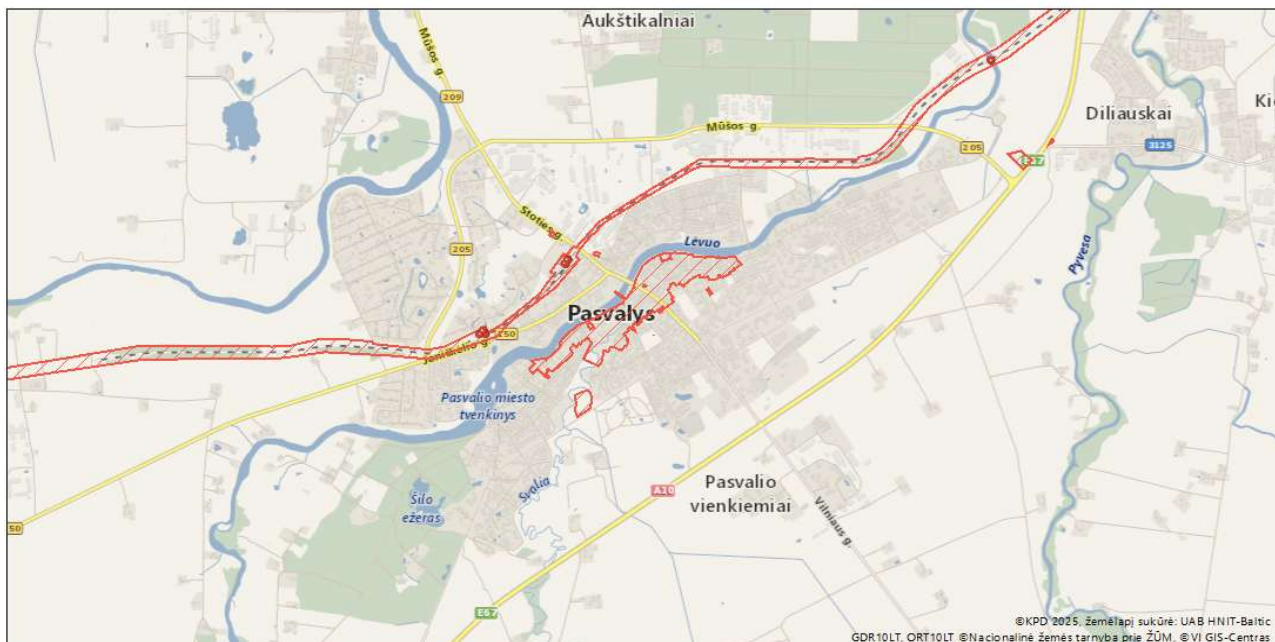 Aukštikalniai
Mūšos g.
209
Mūšos g.
Diliauskai
205
3125
Stoties g.
205
Lėvuo
Pyvesa
Pasvalys
150
Joniškėlio g.
Pasvalio miesto
tvenkinys
Svalia
Šilo
ežeras
A10
Pasvalio
vienkiemiai
Vilniaus g.
E67
©KPD 2025, žemėlapį sukūrė: UAB HNIT-Baltic
GDR10LT, ORT10LT ©Nacionalinė žemės tarnyba prie ŽŪM, ©VĮ GIS-Centras